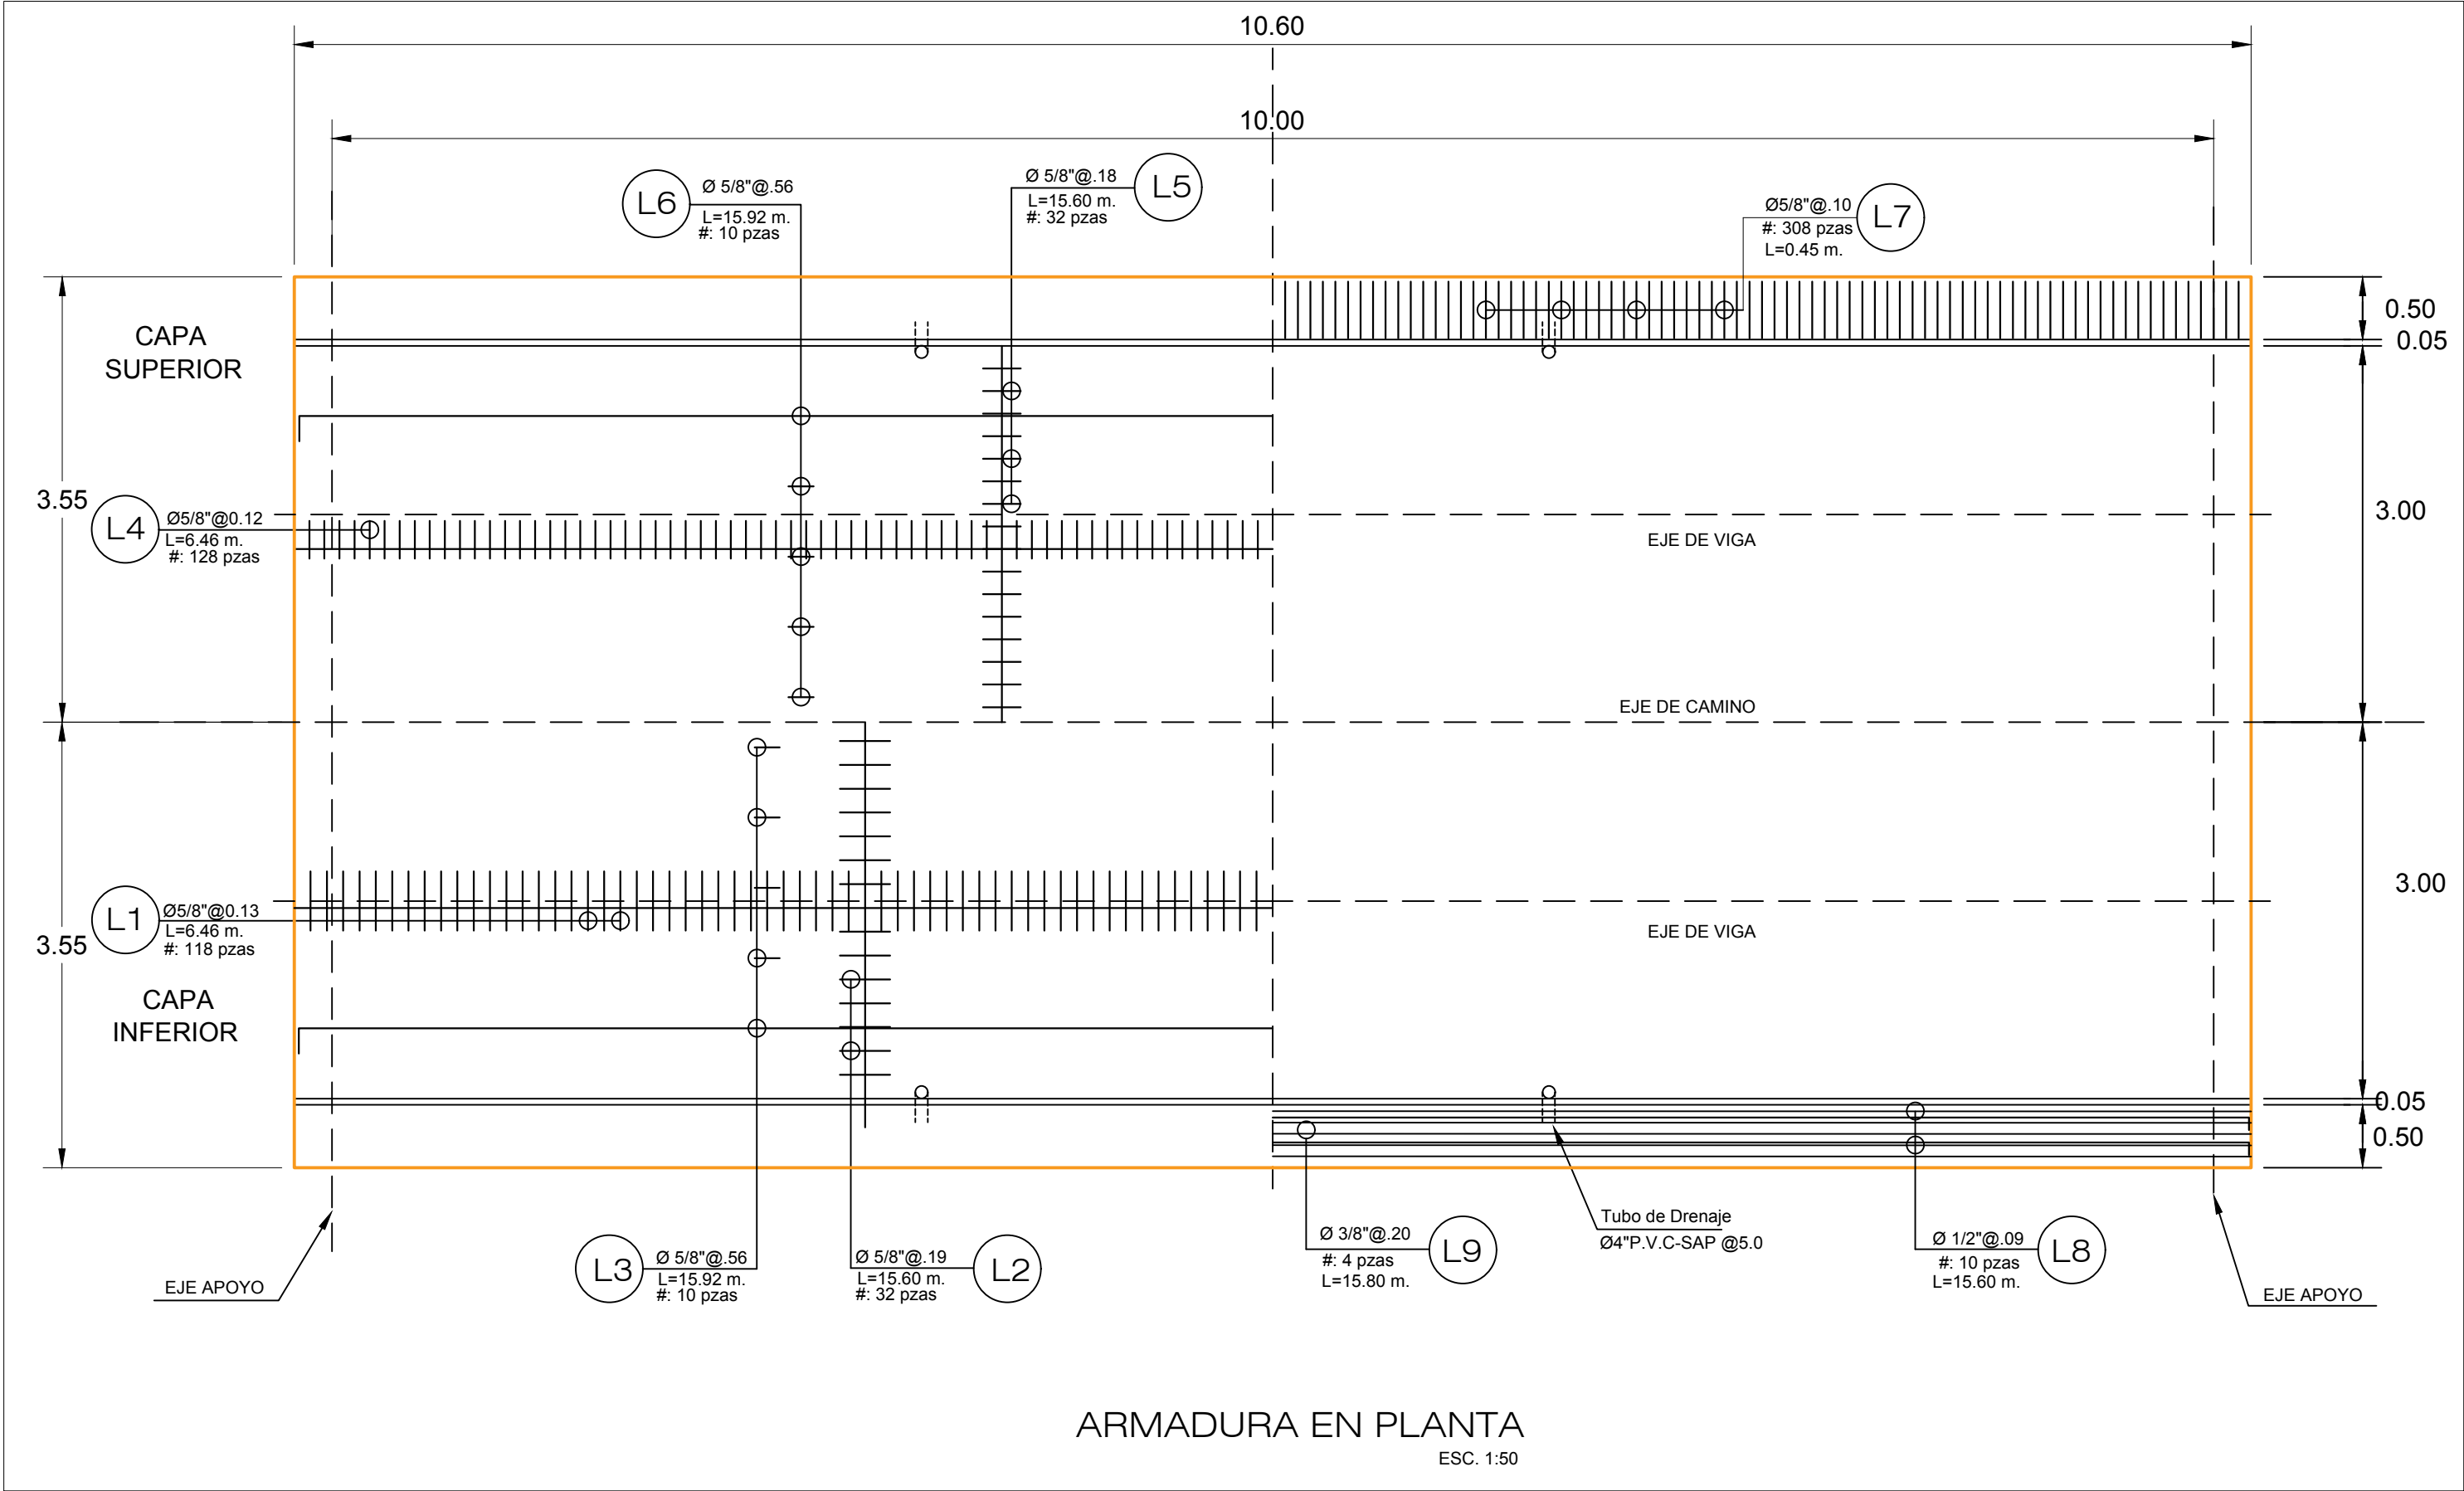 10.60
10.00
L6
Ø 5/8"@.56
L=15.92 m.
#: 10 pzas
Ø 5/8"@.18
L=15.60 m.
#: 32 pzas
L5
Ø5/8"@.10
#: 308 pzas
L=0.45 m.
L7
CAPA
SUPERIOR
0.50
0.05
3.55
L4
Ø5/8"@0.12
L=6.46 m.
#: 128 pzas
3.00
EJE DE VIGA
EJE DE CAMINO
3.00
L1
Ø5/8"@0.13
L=6.46 m.
#: 118 pzas
3.55
EJE DE VIGA
CAPA
INFERIOR
0.05
0.50
EJE APOYO
L3
Ø 5/8"@.56
L=15.92 m.
#: 10 pzas
Ø 5/8"@.19
L=15.60 m.
#: 32 pzas
L2
Ø 3/8"@.20
#: 4 pzas
L=15.80 m.
L9
Tubo de Drenaje
Ø4"P.V.C-SAP @5.0
Ø 1/2"@.09
#: 10 pzas
L=15.60 m.
L8
EJE APOYO
ARMADURA EN PLANTA
ESC. 1:50